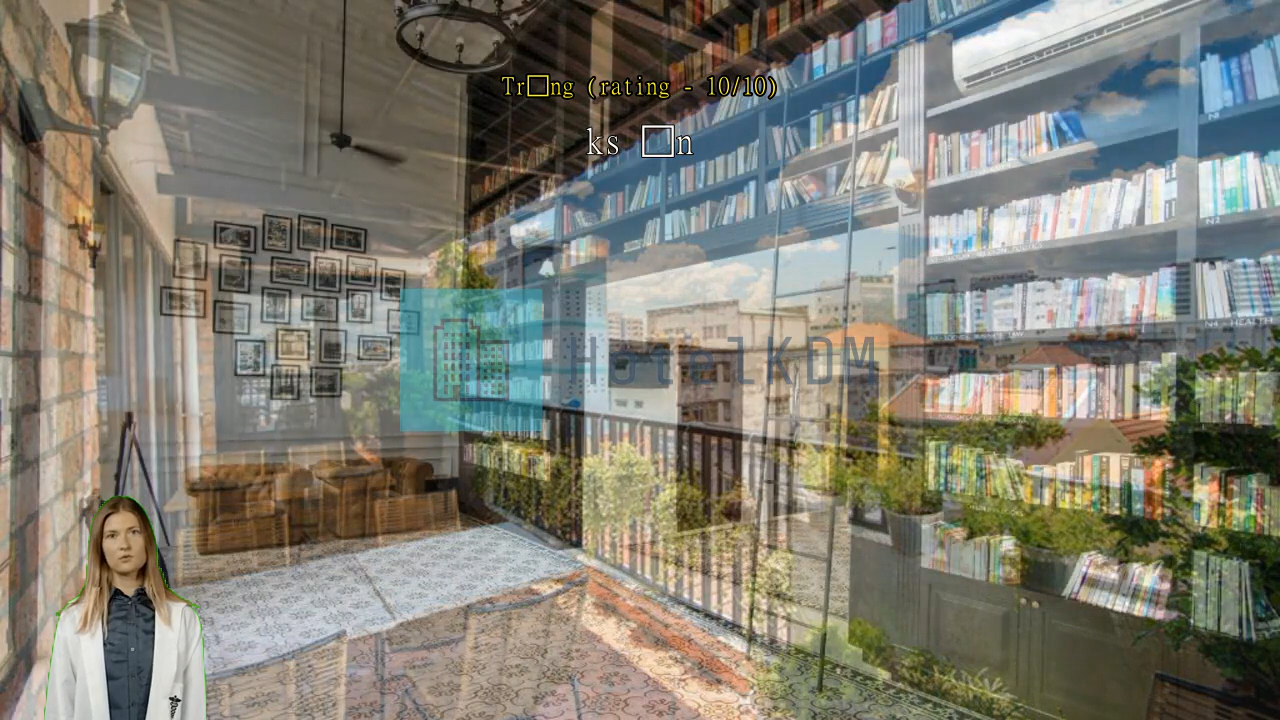 Tr□ng (rating - 10/10)
ks □n
HotelKDM